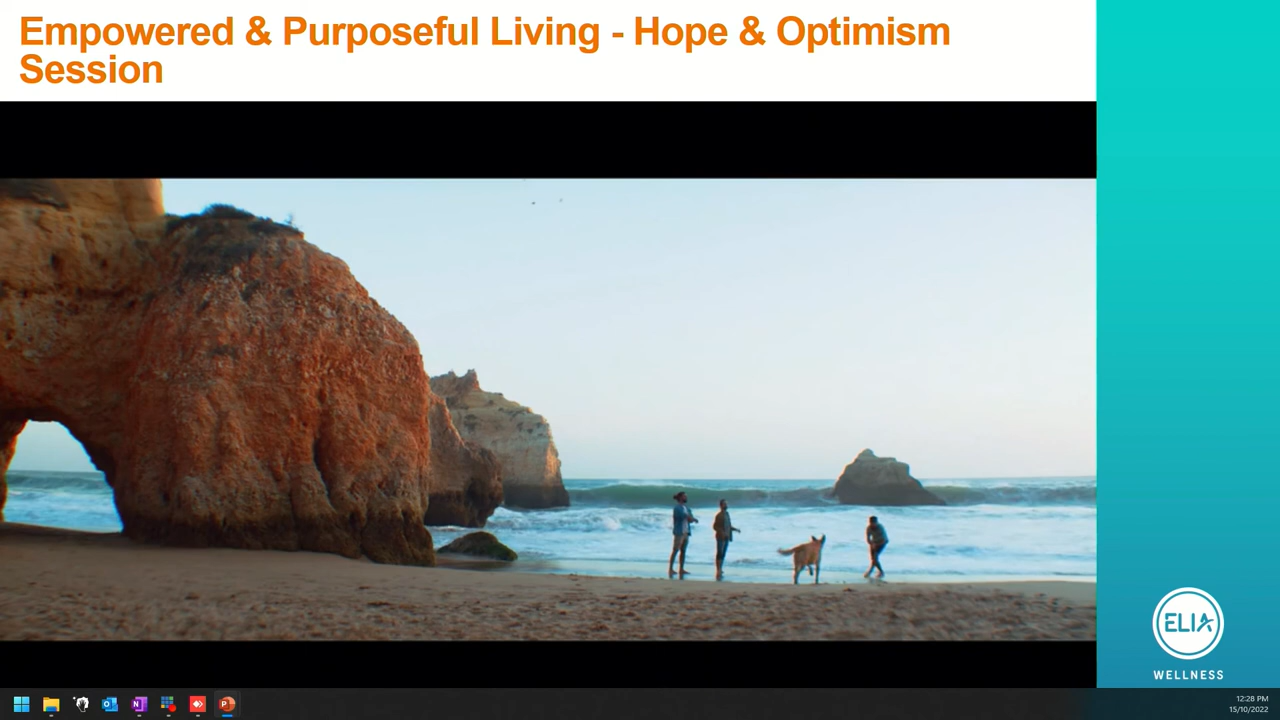 Empowered & Purposeful Living - Hope & Optimism
Session
ELIA
WELLNESS
12:28 PM
15/10/2022